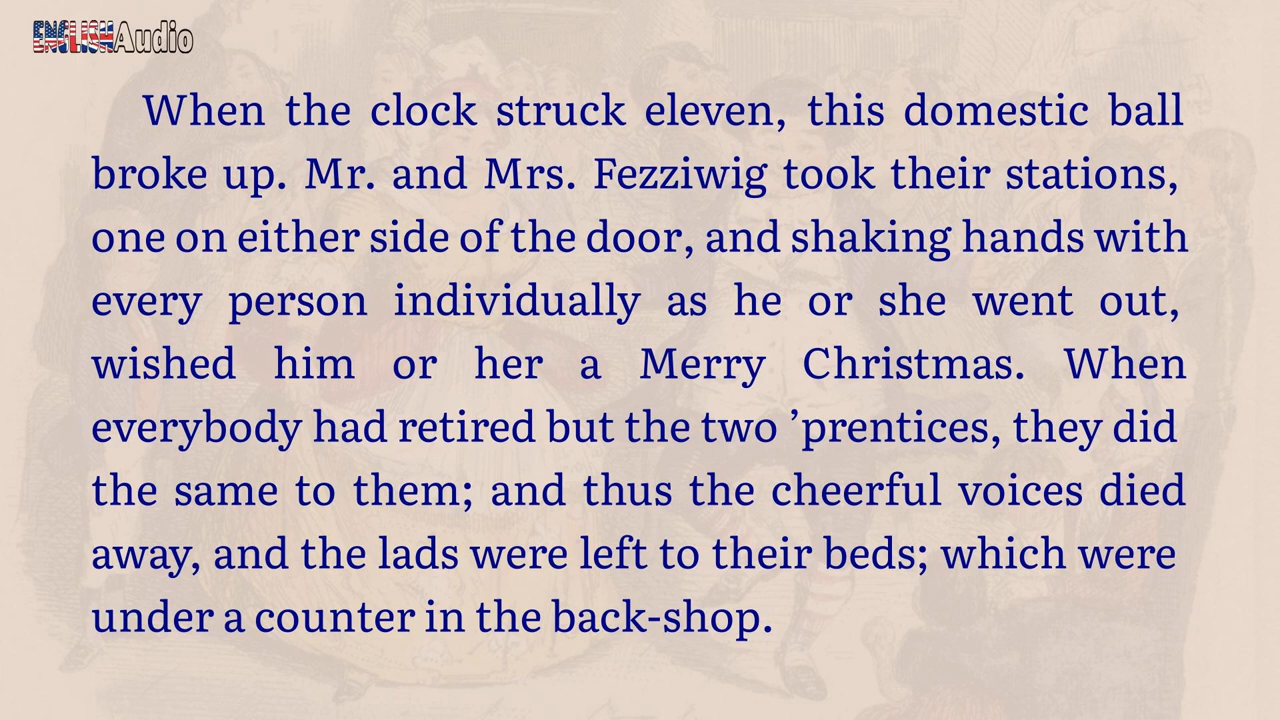 ENGLISHAudio
When the clock struck eleven, this domestic ball
broke up. Mr. and Mrs. Fezziwig took their stations,
one on either side of the door, and shaking hands with
every person individually as he or she went out,
wished him or her a Merry Christmas. When
everybody had retired but the two ’prentices, they did
the same to them; and thus the cheerful voices died
away, and the lads were left to their beds; which were
under a counter in the back-shop.